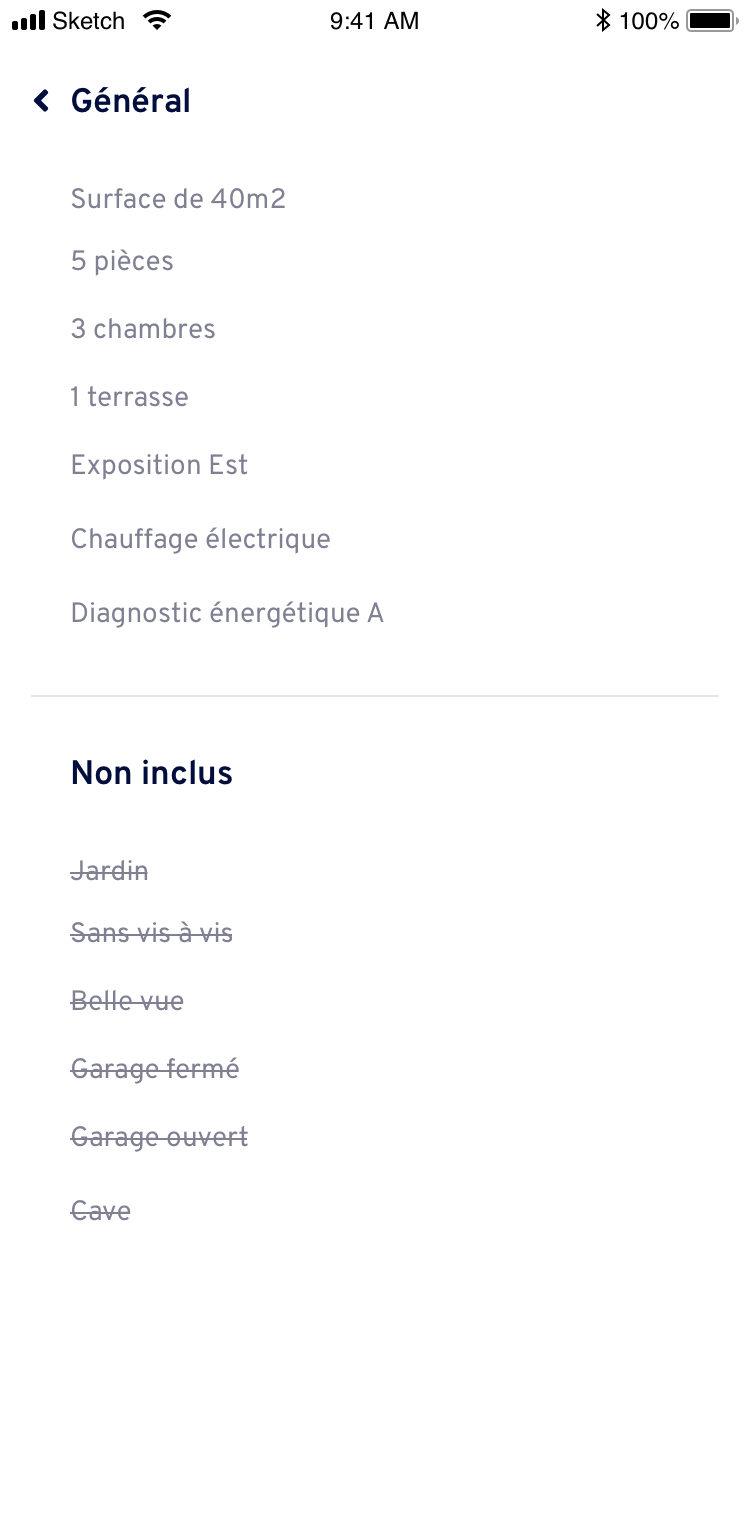 Sketch 9:41 AM 100%
Général
Surface de 40m2
5 pièces
3 chambres
1 terrasse
Exposition Est
Chauffage électrique
Diagnostic énergétique A
Non inclus
Jardin
Sans vis à vis
Belle vue
Garage fermé
Garage ouvert
Cave